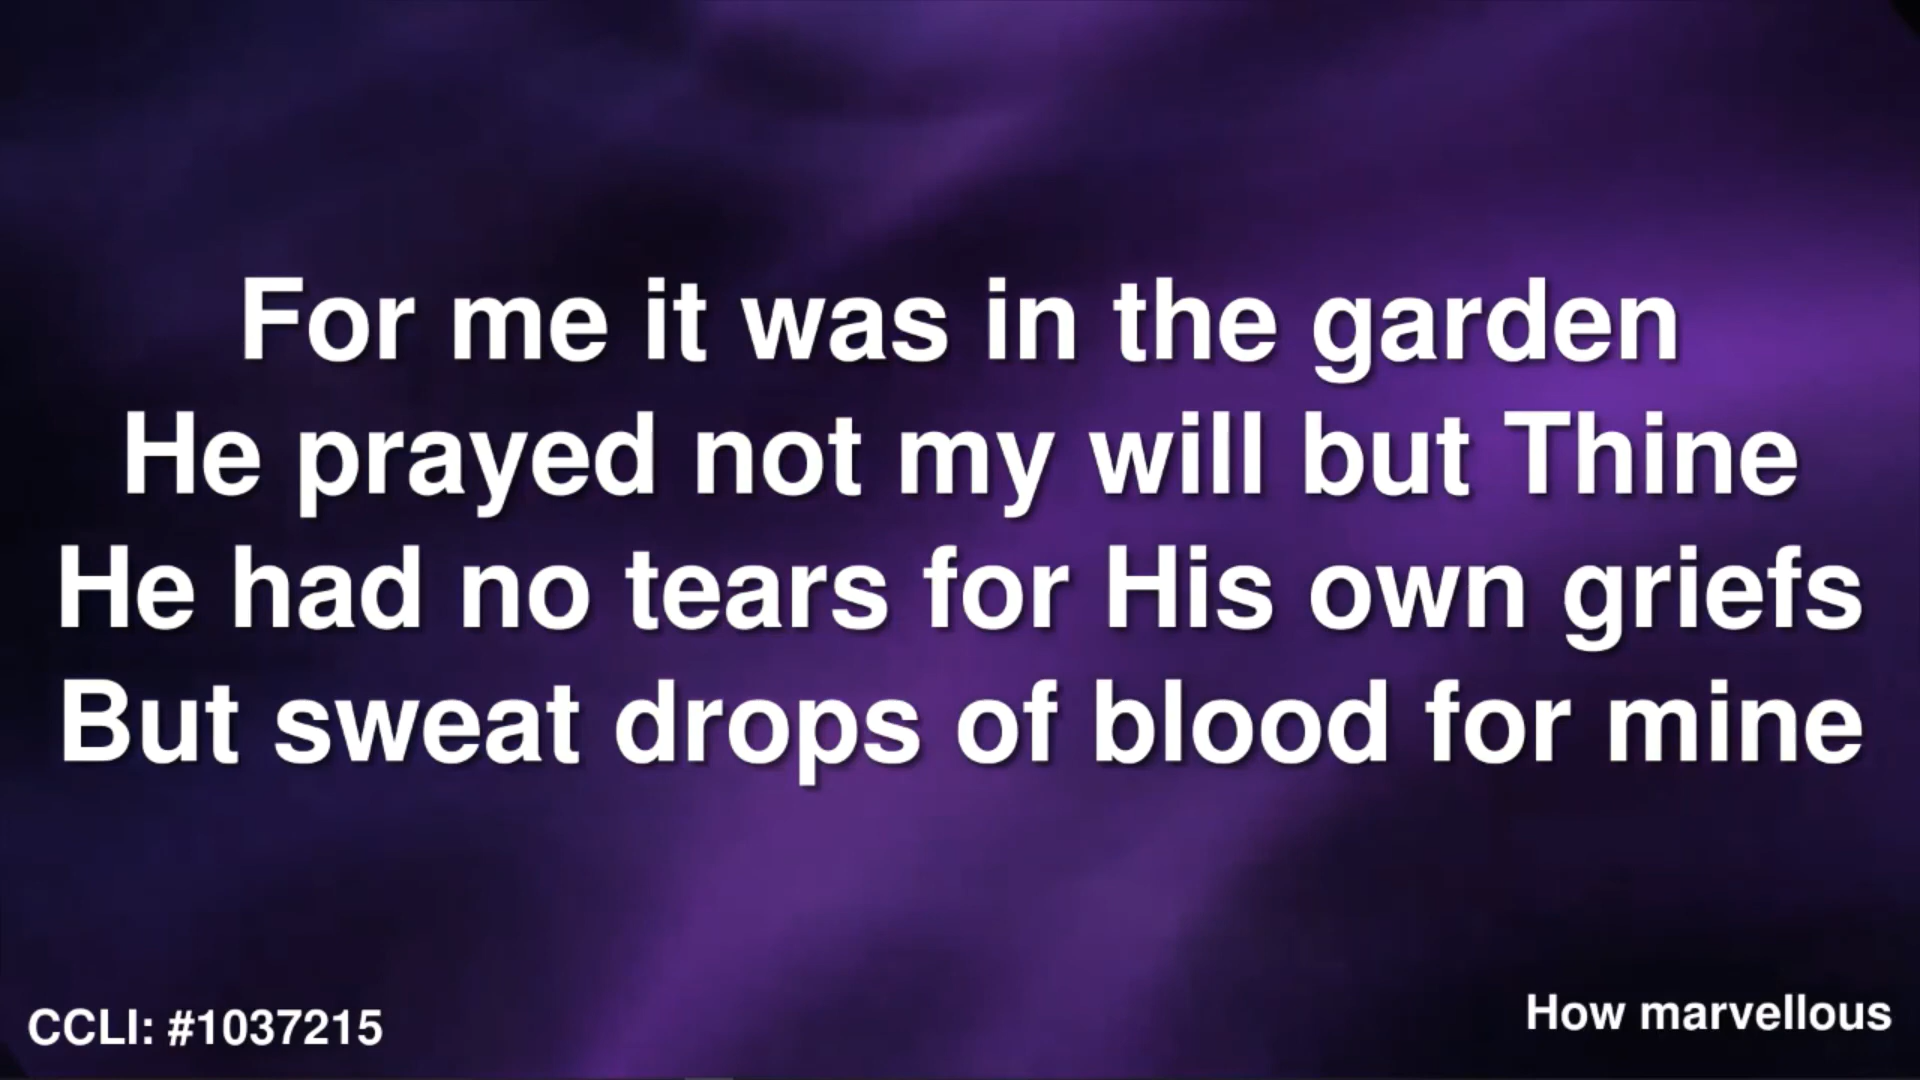 For me it was in the garden
He prayed not my will but Thine
He had no tears for His own griefs
But sweat drops of blood for mine
CCLI: #1037215
How marvellous